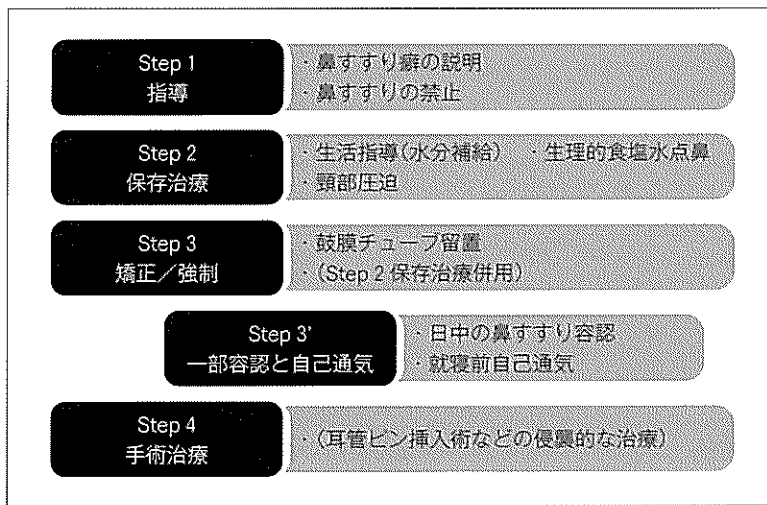 Step 1
指導
・鼻すすり癖の説明
・鼻すすりの禁止
Step 2
保存治療
・生活指導(水分補給) ・生理的食塩水点鼻
・頸部圧迫
Step 3
矯正／強制
・鼓膜チューブ留置
・(Step 2 保存治療併用)
Step 3'
一部容認と自己通気
・日中の鼻すすり容認
・就寝前自己通気
Step 4
手術治療
・(耳管ピン挿入術などの侵襲的な治療)